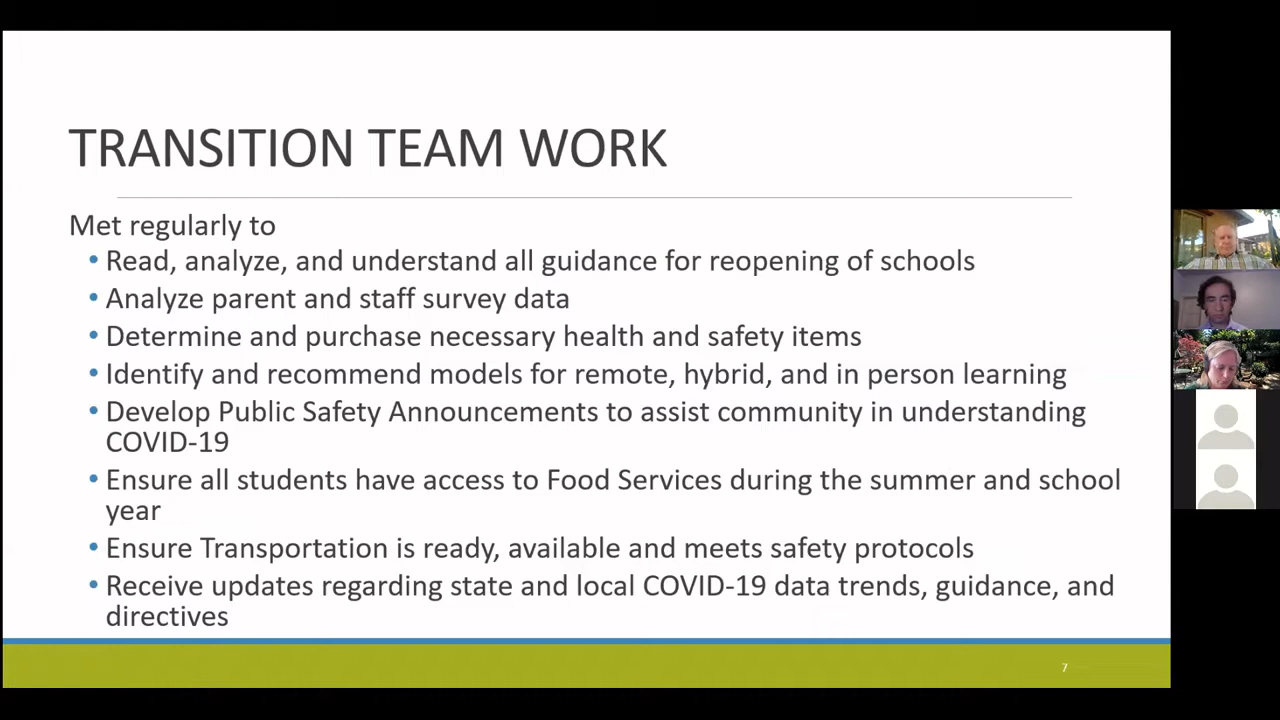 TRANSITION TEAM WORK
Met regularly to
• Read, analyze, and understand all guidance for reopening of schools
• Analyze parent and staff survey data
• Determine and purchase necessary health and safety items
• Identify and recommend models for remote, hybrid, and in person learning
• Develop Public Safety Announcements to assist community in understanding
COVID-19
• Ensure all students have access to Food Services during the summer and school
year
• Ensure Transportation is ready, available and meets safety protocols
• Receive updates regarding state and local COVID-19 data trends, guidance, and
directives
7